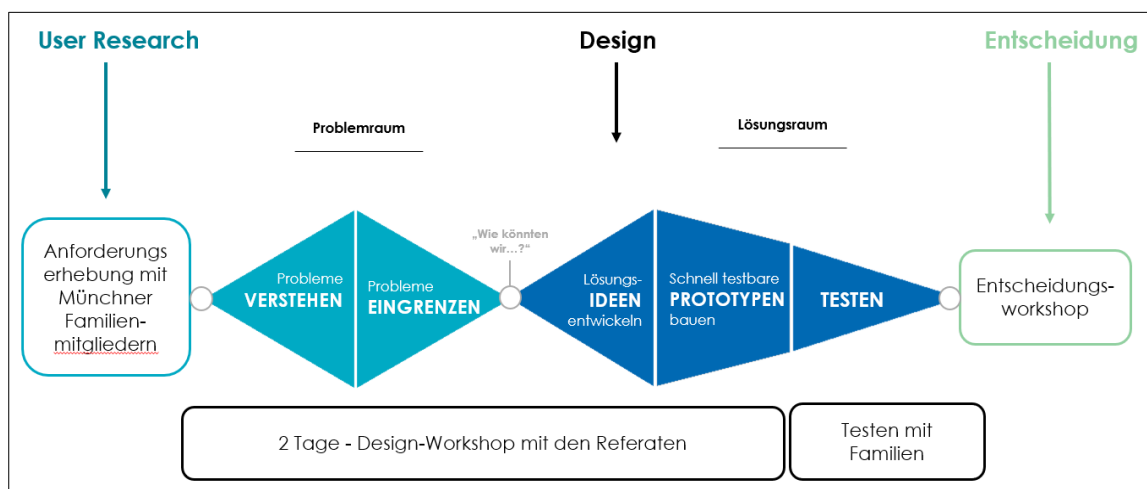 User Research
Design
Entscheidung
Problemraum
Lösungsraum
Anforderungs
erhebung mit
Münchner
Familien-
mitgliedern
Probleme
VERSTEHEN
Probleme
EINGRENZEN
„Wie könnten
wir...?“
Lösungs-
IDEEN
entwickeln
Schnell testbare
PROTOTYPEN
bauen
TESTEN
Entscheidungs-
workshop
2 Tage - Design-Workshop mit den Referaten
Testen mit
Familien